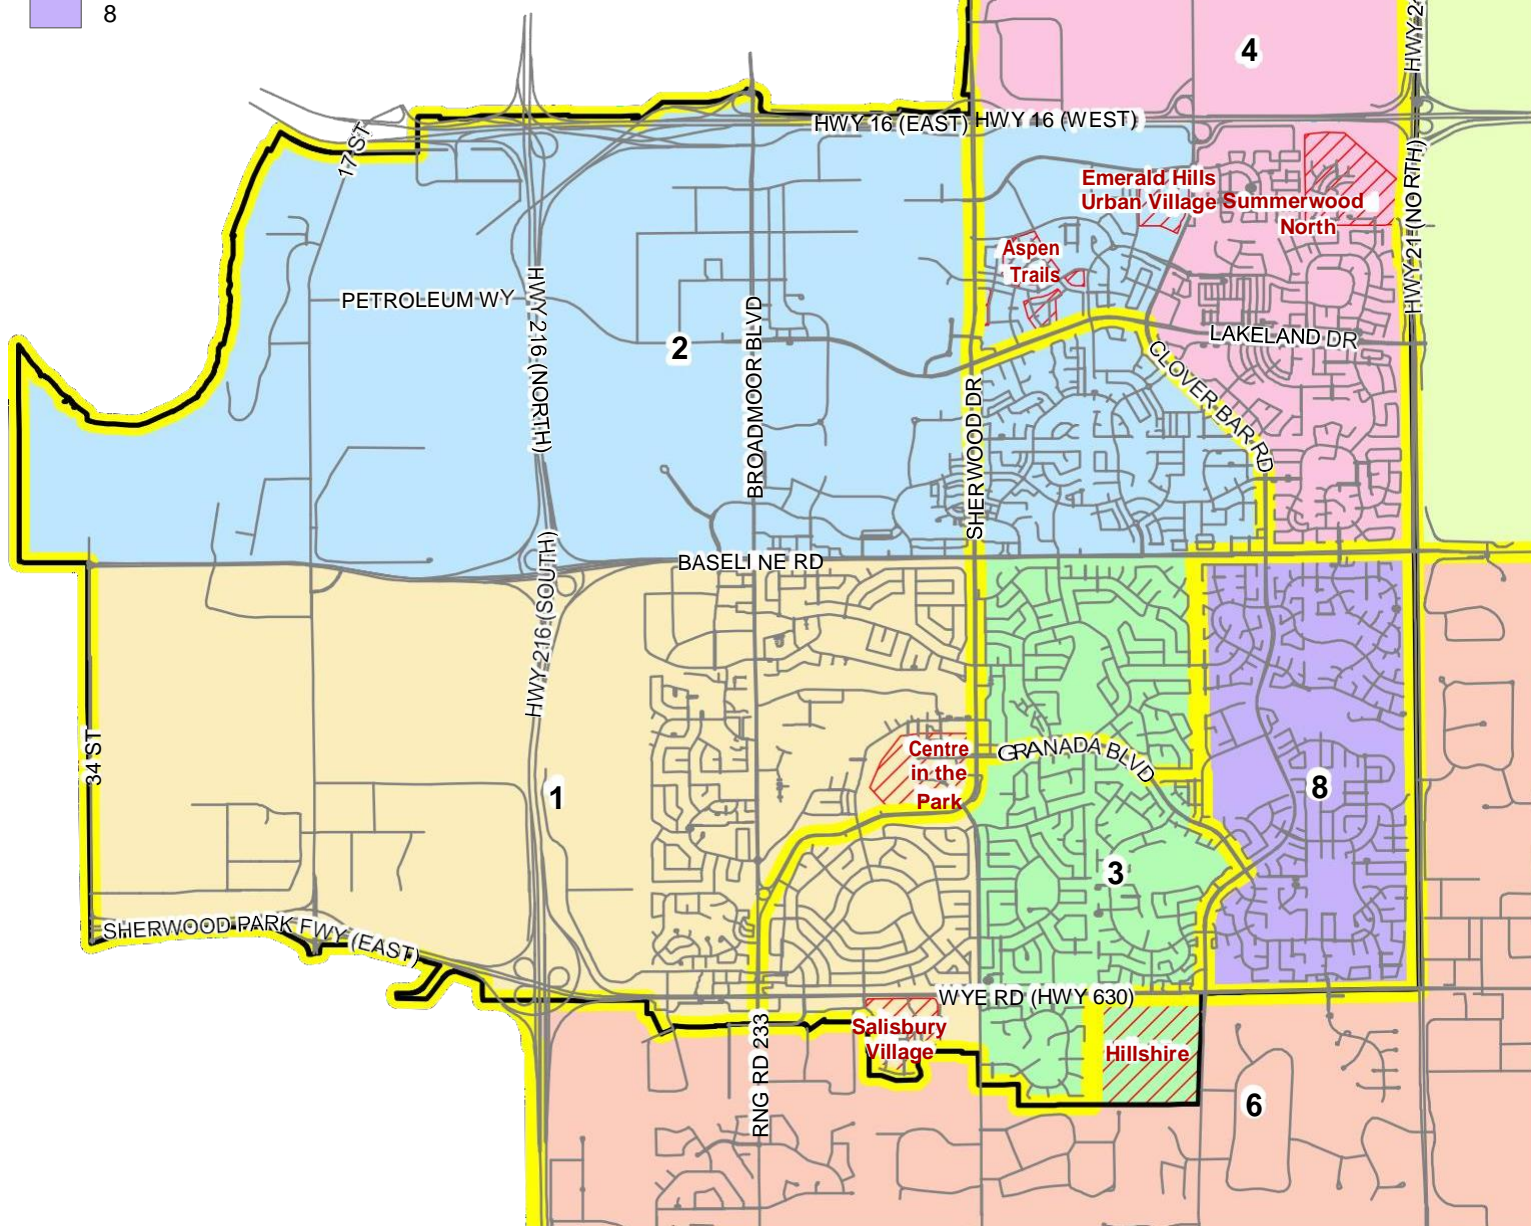 8
4
HWY 2
17 ST
HWY 16 (EAST)
HWY 16 (WEST)
Emerald Hills
Urban Village
Summerwood
North
HWY 21 (NORTH)
Aspen
Trails
PETROLEUM WY
HWY 216 (NORTH)
BROADMOOR BLVD
2
LAKELAND DR
CLOVER BAR RD
SHERWOOD DR
BASELINE RD
HWY 216 (SOUTH)
34 ST
1
Centre
in the
Park
GRANADA BLVD
8
3
SHERWOOD PARK FWY (EAST)
WYE RD (HWY 630)
Salisbury
Village
Hillshire
RNG RD 233
6